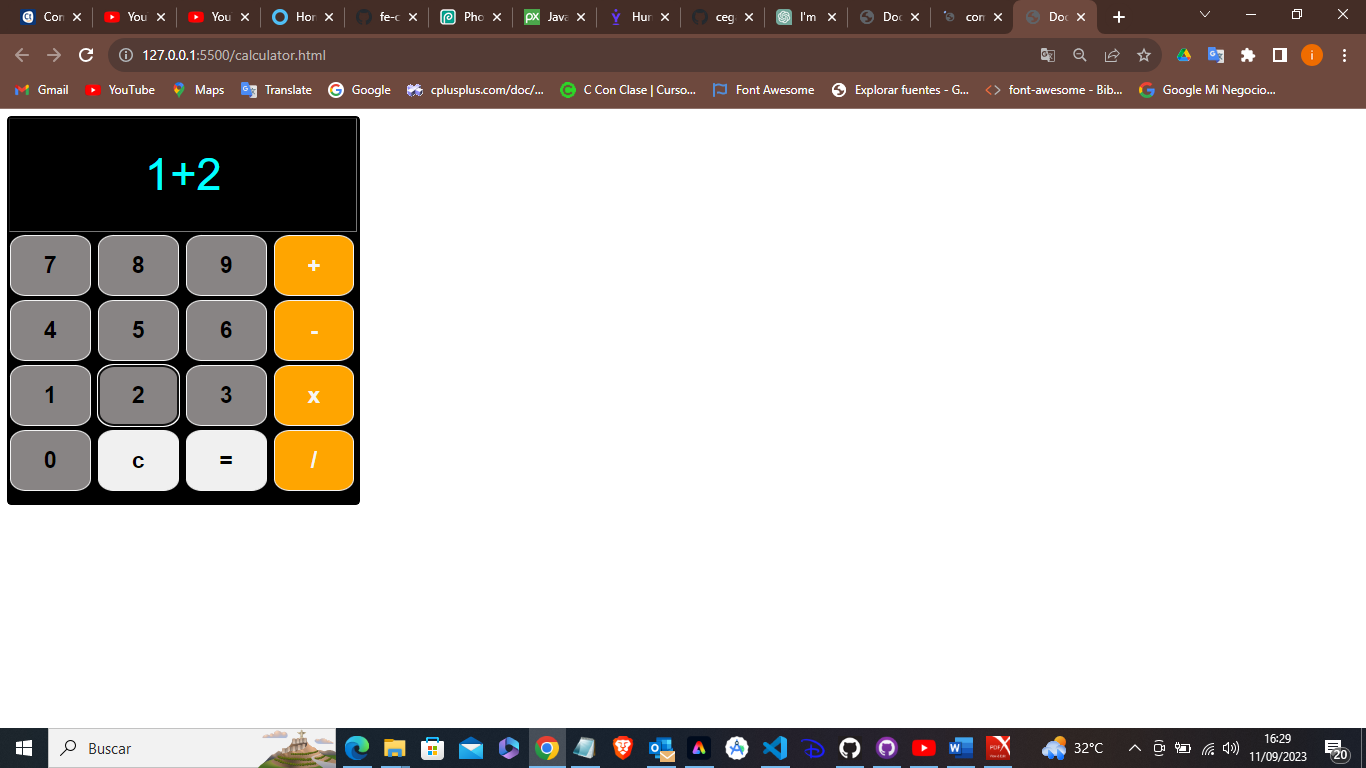 Con
You
You
Hor
fe-c
Pho
Java
Hur
ceg
I'm
Doc
con
Doc
127.0.0.1:5500/calculator.html
Gmail YouTube Maps Translate Google cplusplus.com/doc/... C Con Clase | Curso... Font Awesome Explorar fuentes - G... font-awesome - Bib... Google Mi Negocio...
1+2
7 8 9 +
4 5 6 -
1 2 3 x
0 c = /
Buscar
32°C
16:29
11/09/2023
20